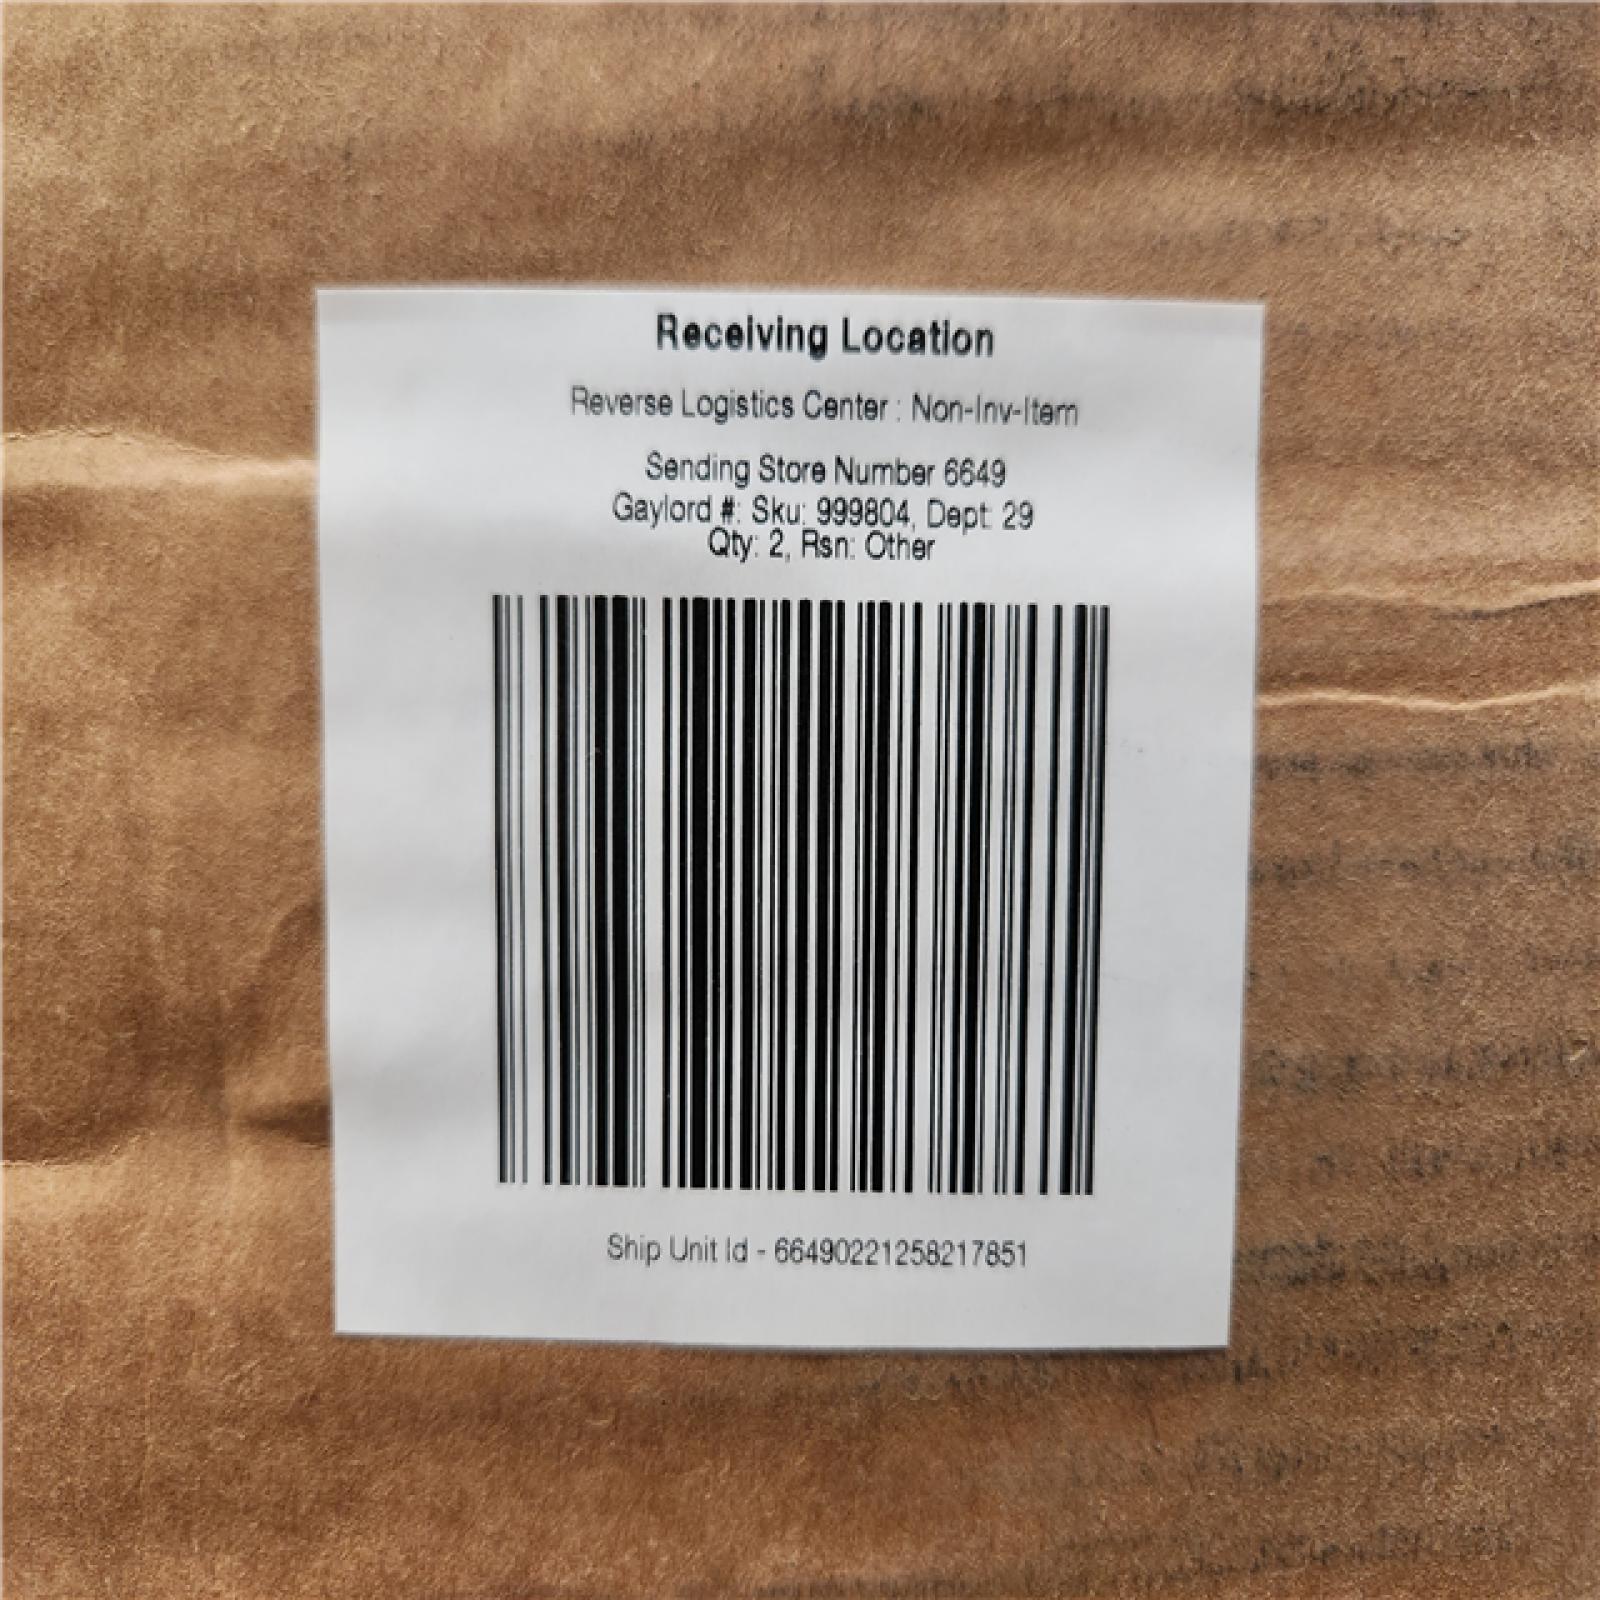 Receiving Location
Reverse Logistics Center : Non-Inv-Item
Sending Store Number 6649
Gaylord #: Sku: 999804, Dept: 29
Qty: 2, Rsn: Other
Ship Unit Id - 66490221258217851